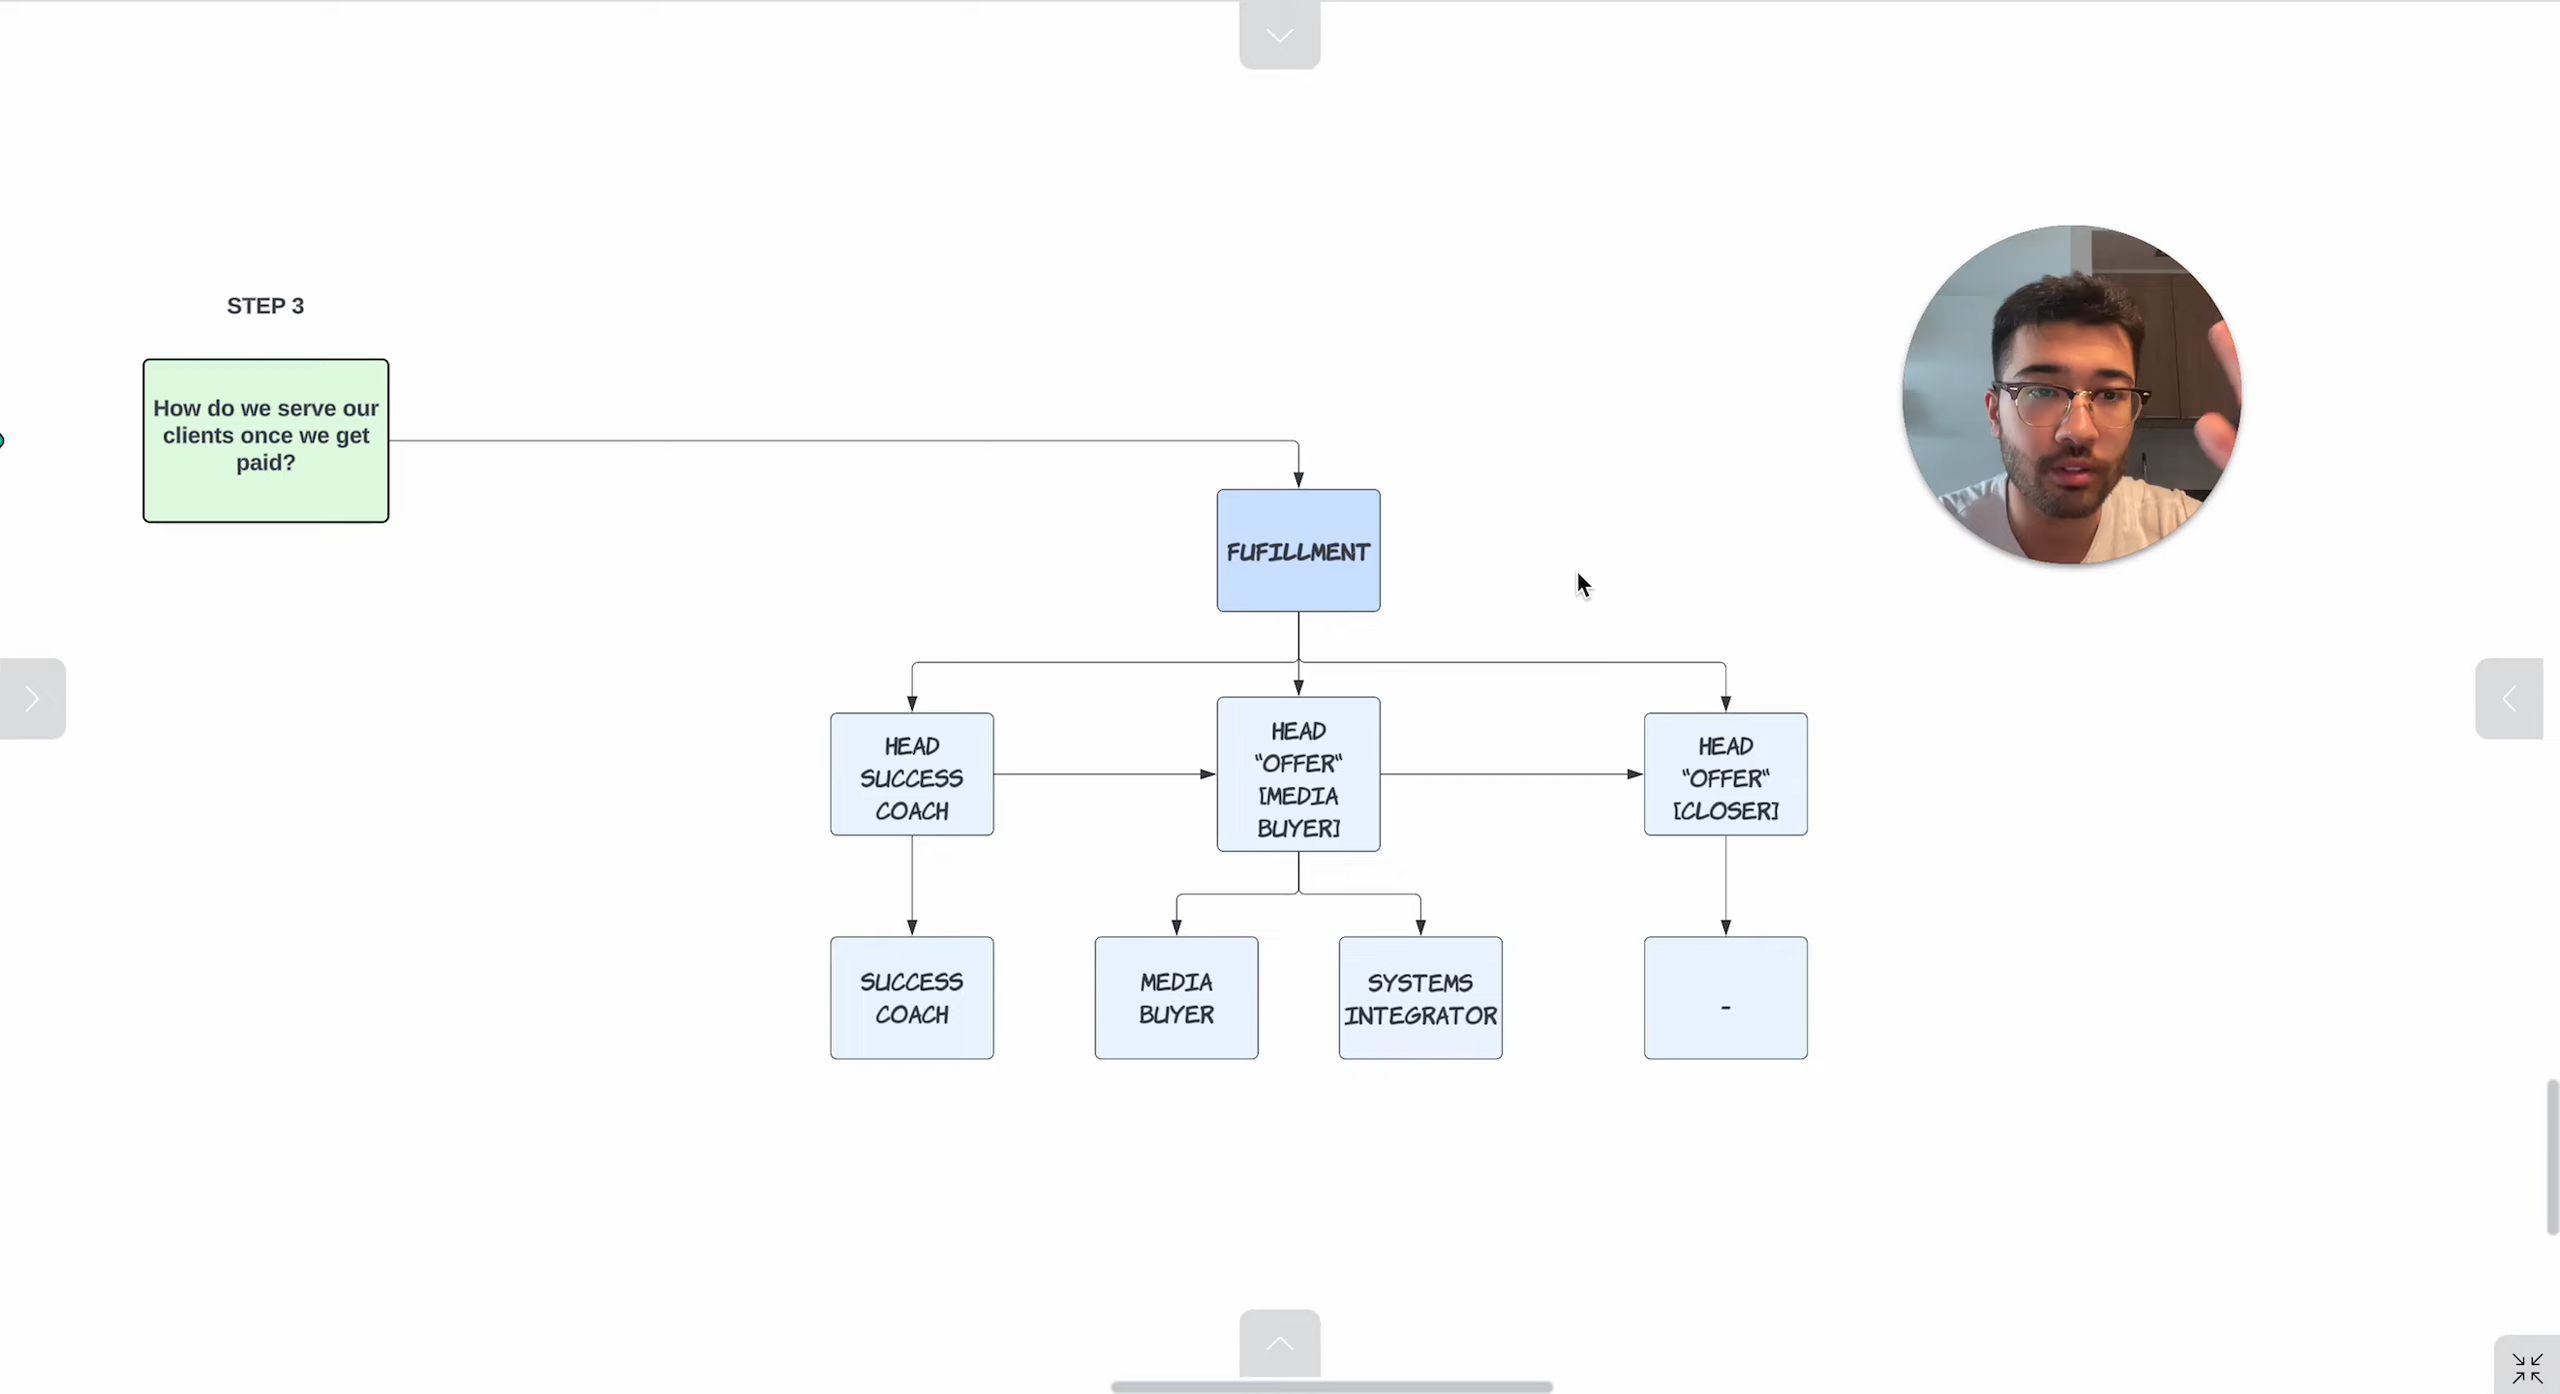 STEP 3
How do we serve our
clients once we get
paid?
FUFILLMENT
HEAD
SUCCESS
COACH
HEAD
"OFFER"
[MEDIA
BUYER]
HEAD
"OFFER"
[CLOSER]
SUCCESS
COACH
MEDIA
BUYER
SYSTEMS
INTEGRATOR
-